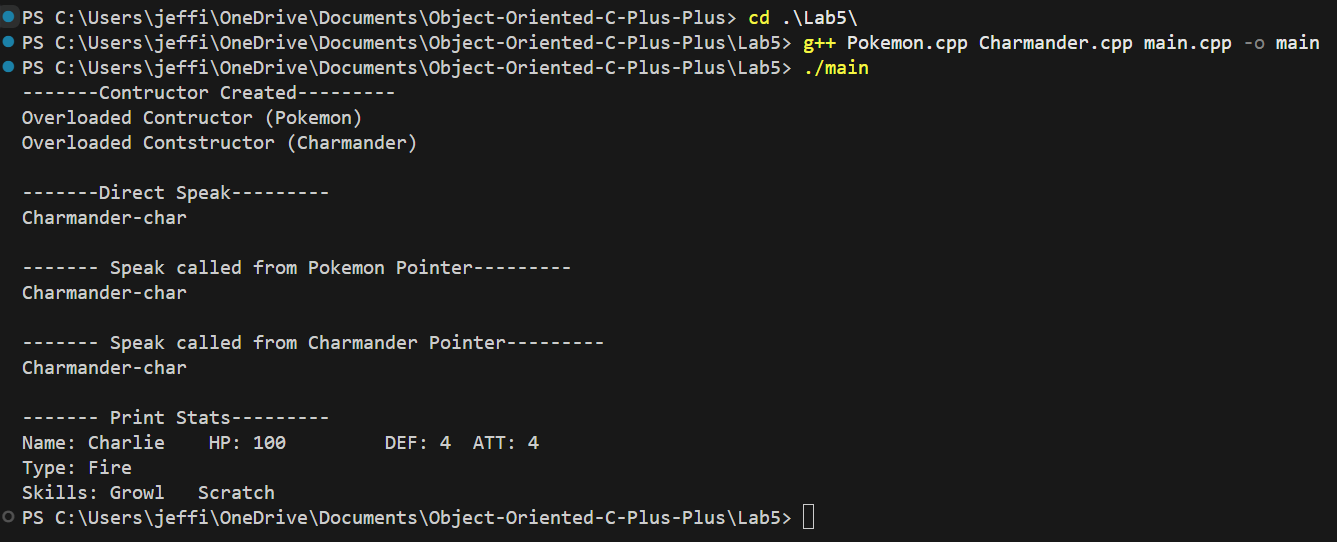 PS C:\Users\jeffi\OneDrive\Documents\Object-Oriented-C-Plus-Plus> cd .\Lab5\
PS C:\Users\jeffi\OneDrive\Documents\Object-Oriented-C-Plus-Plus\Lab5> g++ Pokemon.cpp Charmander.cpp main.cpp -o main
PS C:\Users\jeffi\OneDrive\Documents\Object-Oriented-C-Plus-Plus\Lab5> ./main
-------Contructor Created---------
Overloaded Contructor (Pokemon)
Overloaded Contstructor (Charmander)
-------Direct Speak---------
Charmander-char
------- Speak called from Pokemon Pointer---------
Charmander-char
------- Speak called from Charmander Pointer---------
Charmander-char
------- Print Stats---------
Name: Charlie    HP: 100         DEF: 4  ATT: 4
Type: Fire
Skills: Growl   Scratch
PS C:\Users\jeffi\OneDrive\Documents\Object-Oriented-C-Plus-Plus\Lab5>